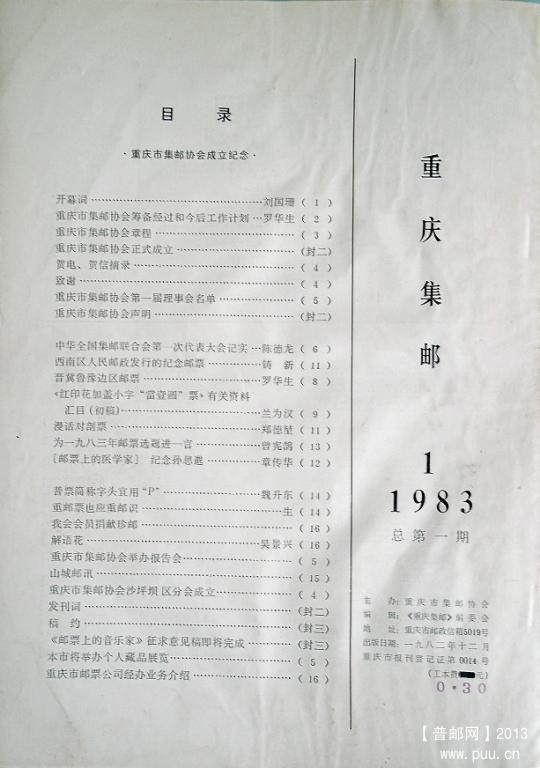 目 录
·重庆市集邮协会成立纪念·
开幕词……刘国瑞（1）
重庆市集邮协会筹备经过和今后工作计划…罗华生（2）
重庆市集邮协会章程……（3）
重庆市集邮协会正式成立……（封二）
贺电、贺信摘录……（4）
致谢……（4）
重庆市集邮协会第一届理事会名单……（5）
重庆市集邮协会声明……（封二）
中华全国集邮联合会第一次代表大会记实…陈德龙（6）
西南区人民邮政发行的纪念邮票……铸 新（11）
晋冀鲁豫边区邮票……罗华生（8）
《红印花加盖小字“当壹圆”票》有关资料
汇目（初稿）……兰为汉（9）
漫话对剖票……郑德堃（11）
为一九八三年邮票选题进一言……曾宪鹄（13）
〔邮票上的医学家〕 纪念孙思邈……章传华（12）
普票简称字头宜用“P”……魏升东（14）
重邮票也应重邮识……生（14）
我会会员捐献珍邮……（16）
解语花……吴景兴（16）
重庆市集邮协会举办报告会……（5）
山城邮讯……（15）
重庆市集邮协会沙坪坝区分会成立……（4）
发刊词……（封二）
稿 约……（封三）
《邮票上的音乐家》征求意见稿即将完成……（封三）
本市将举办个人藏品展览……（5）
重庆市邮票公司经办业务介绍……（16）
重庆集邮
1
1983
总第一期
主 办：重庆市集邮协会
编 辑：《重庆集邮》编委会
地 址：重庆市邮政信箱5019号
出版日期：一九八二年十二月
重庆市报刊登记证第0014号
（工本费 元）
0·30
【普邮网】2013
www.puu.cn